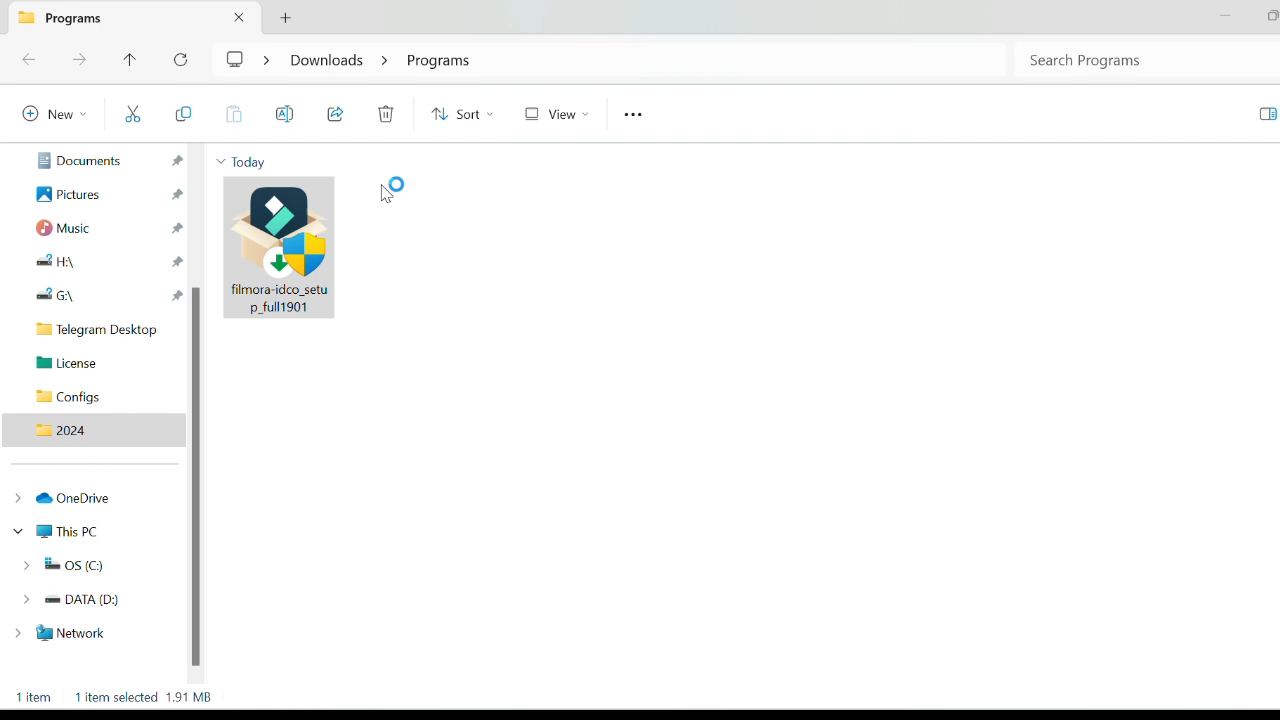 Programs
Downloads
Programs
Search Programs
New
Sort
View
Documents
Pictures
Music
H:\
G:\
Telegram Desktop
License
Configs
2024
OneDrive
This PC
OS (C:)
DATA (D:)
Network
Today
filmora-idco_setu
p_full1901
1 item 1 item selected 1.91 MB